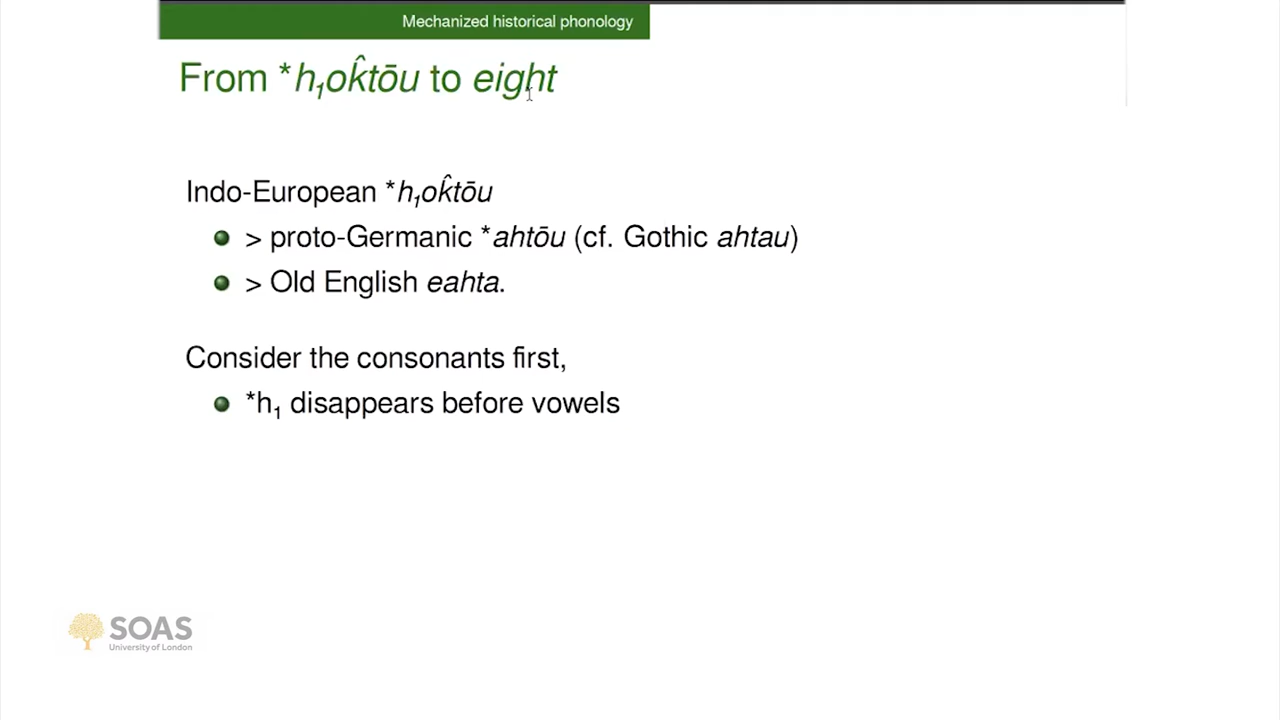 Mechanized historical phonology
From *h₁ok̂tōu to eight
Indo-European *h₁ok̂tōu
> proto-Germanic *ahtōu (cf. Gothic ahtau)
> Old English eahta.
Consider the consonants first,
*h₁ disappears before vowels
SOAS
University of London